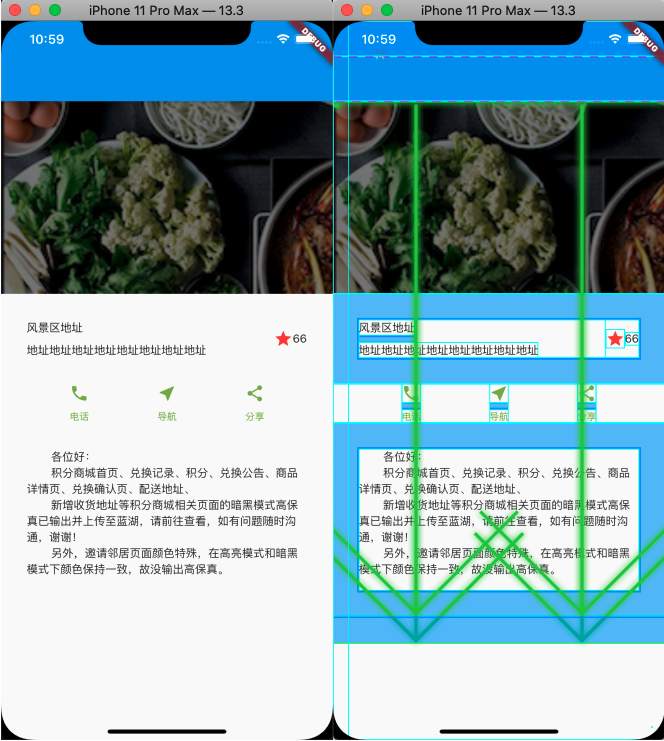 iPhone 11 Pro Max — 13.3
10:59
DEBUG
风景区地址
地址地址地址地址地址地址地址地址
66
电话
导航
分享
各位好：
积分商城首页、兑换记录、积分、兑换公告、商品
详情页、兑换确认页、配送地址、
新增收货地址等积分商城相关页面的暗黑模式高保
真已输出并上传至蓝湖，请前往查看，如有问题随时沟
通，谢谢！
另外，邀请邻居页面颜色特殊，在高亮模式和暗黑
模式下颜色保持一致，故没输出高保真。
iPhone 11 Pro Max — 13.3
10:59
DEBUG
风景区地址
地址地址地址地址地址地址地址地址
66
电话
导航
分享
各位好：
积分商城首页、兑换记录、积分、兑换公告、商品
详情页、兑换确认页、配送地址、
新增收货地址等积分商城相关页面的暗黑模式高保
真已输出并上传至蓝湖，请前往查看，如有问题随时沟
通，谢谢！
另外，邀请邻居页面颜色特殊，在高亮模式和暗黑
模式下颜色保持一致，故没输出高保真。